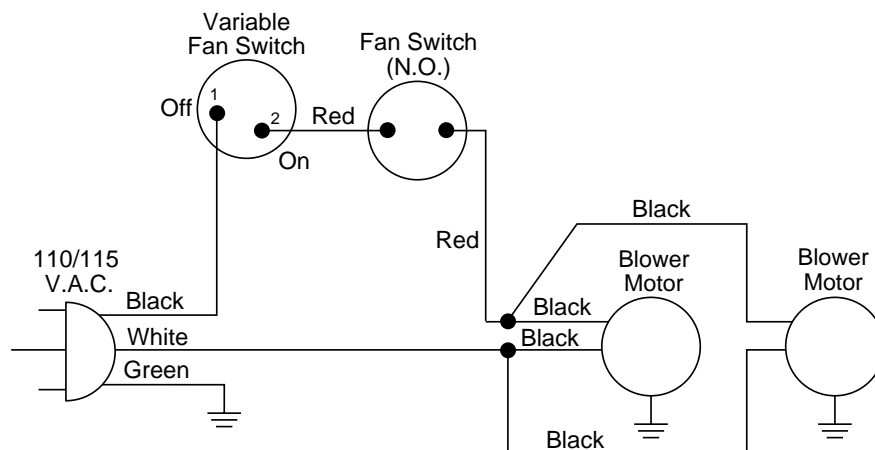 Variable
Fan Switch
Fan Switch
(N.O.)
Off
1
2
On
Red
Red
Black
110/115
V.A.C.
Blower
Motor
Blower
Motor
Black
Black
White
Black
Green
Black